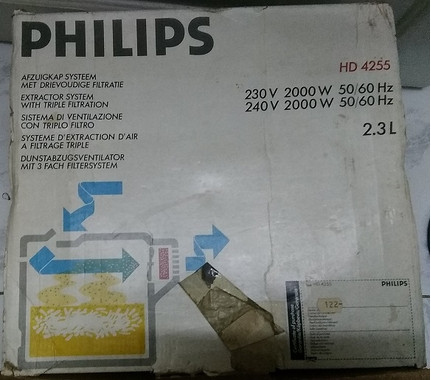 PHILIPS
HD 4255
AFZUIGKAP SYSTEEM
MET DRIEVOUDIGE FILTRATIE
EXTRACTOR SYSTEM
WITH TRIPLE FILTRATION
SISTEMA DI VENTILAZIONE
CON TRIPLO FILTRO
SYSTEME D'EXTRACTION D'AIR
A FILTRAGE TRIPLE
DUNSTABZUGSVENTILATOR
MIT 3 FACH FILTERSYSTEM
230 V 2000 W 50/60 Hz
240 V 2000 W 50/60 Hz
2.3 L
HD 4255
PHILIPS